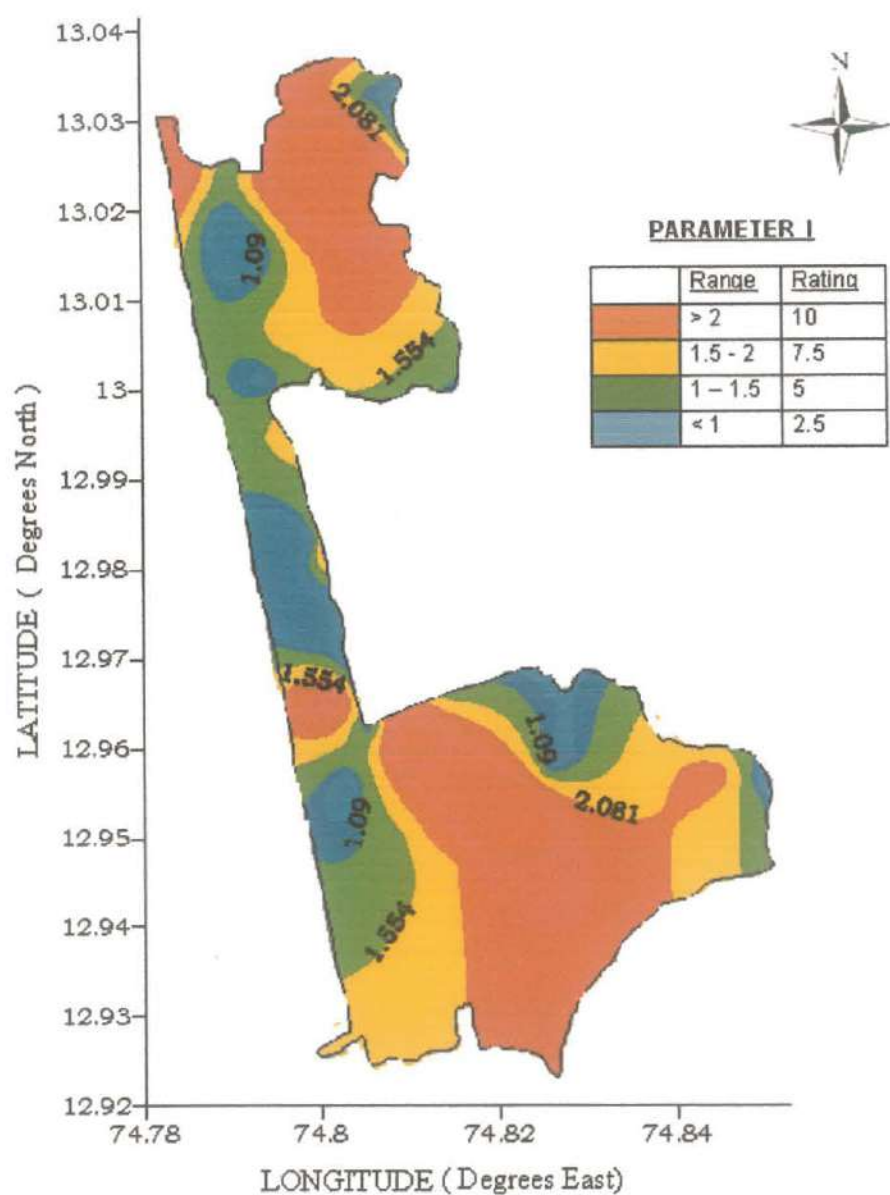 13.04
13.03
13.02
13.01
13
12.99
12.98
12.97
12.96
12.95
12.94
12.93
12.92
LATITUDE ( Degrees North )
74.78 74.8 74.82 74.84
LONGITUDE ( Degrees East)
N
PARAMETER I
Range Rating
> 2 10
1.5 - 2 7.5
1 – 1.5 5
< 1 2.5
2.081
1.09
1.554
1.554
1.09
2.081
1.09
1.554